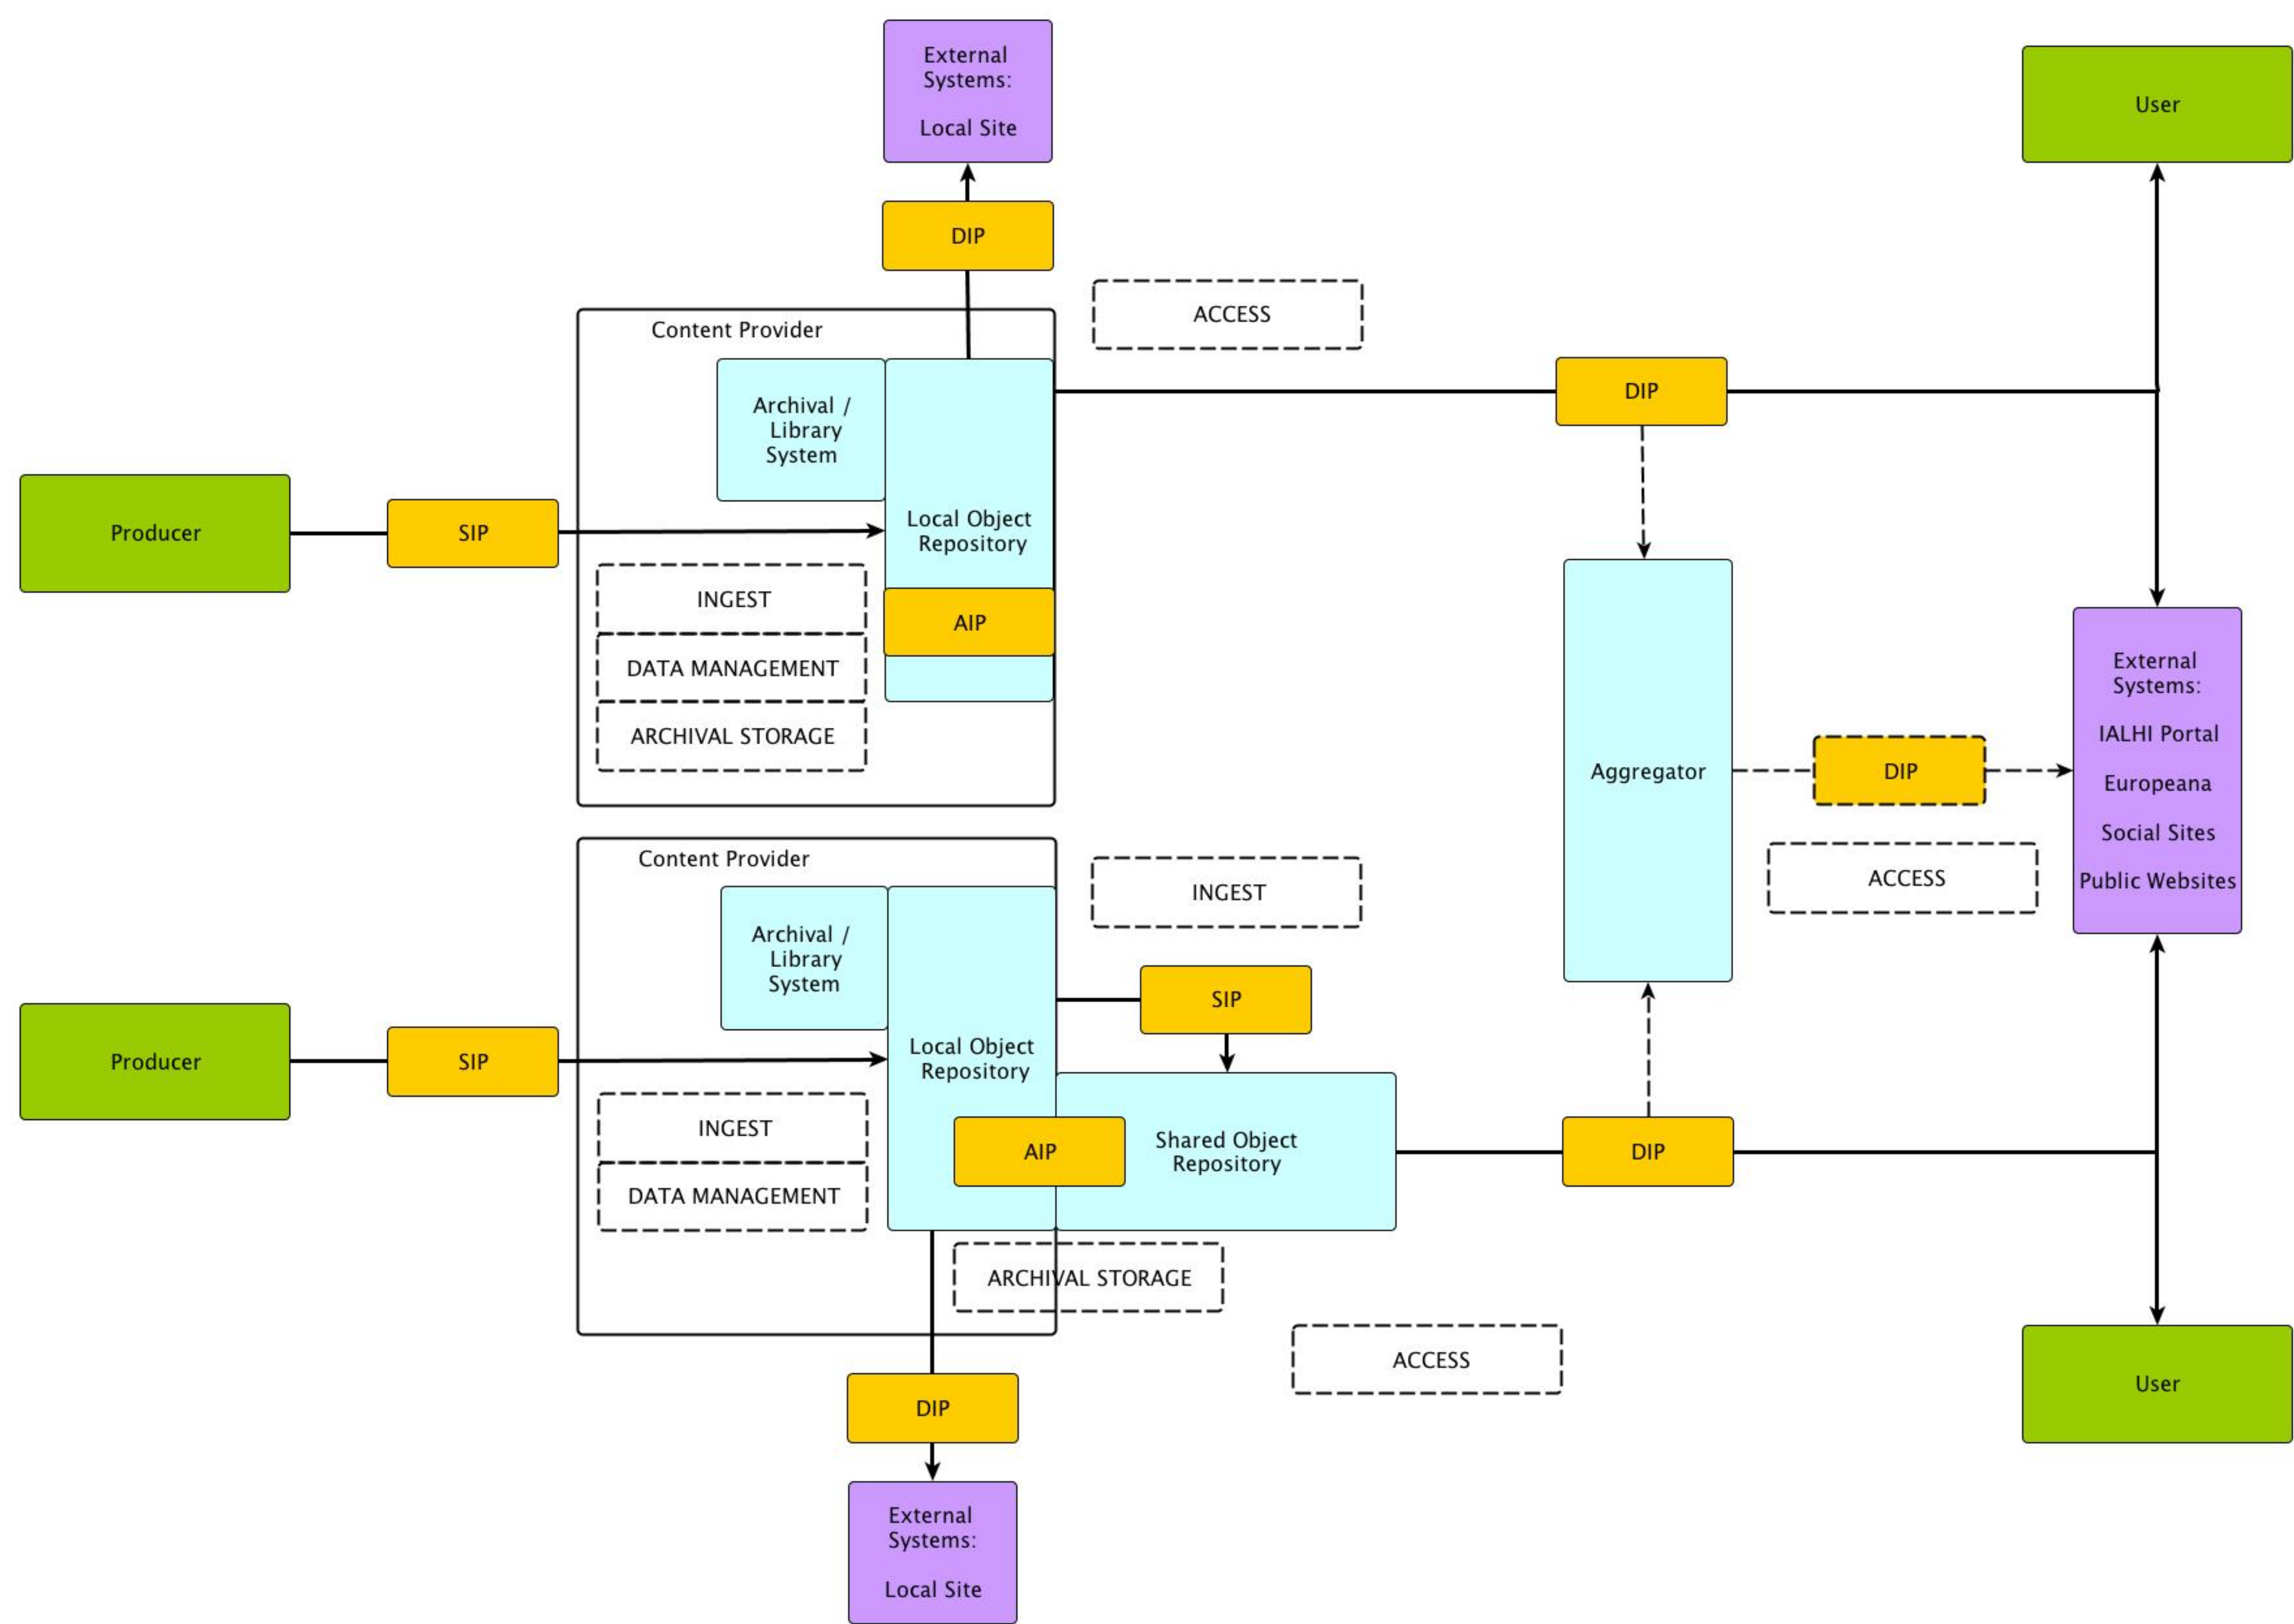 External
Systems:
Local Site
User
DIP
ACCESS
Content Provider
Archival /
Library
System
DIP
Producer
SIP
Local Object
Repository
INGEST
AIP
DATA MANAGEMENT
ARCHIVAL STORAGE
Aggregator
DIP
External
Systems:
IALHI Portal
Europeana
Social Sites
Public Websites
ACCESS
Content Provider
INGEST
Archival /
Library
System
SIP
Producer
SIP
Local Object
Repository
INGEST
DATA MANAGEMENT
AIP
Shared Object
Repository
DIP
ARCHIVAL STORAGE
ACCESS
User
DIP
External
Systems:
Local Site